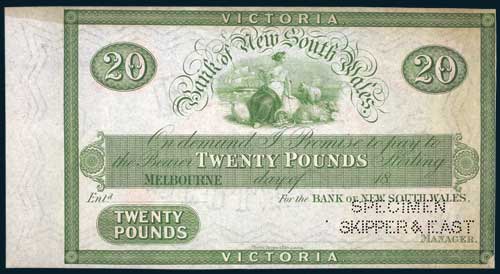 VICTORIA
Bank of New South Wales
20 20
On demand I Promise to pay to
the Bearer TWENTY POUNDS Sterling
MELBOURNE day of 18
Entd For the BANK OF NEW SOUTH WALES.
SPECIMEN
TWENTY
POUNDS
SKIPPER & EAST
MANAGER.
VICTORIA